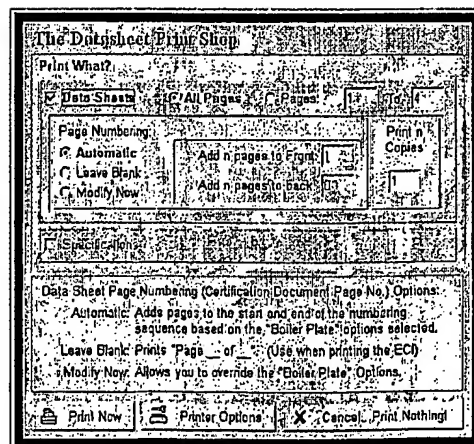 The Datasheet Print Shop
Print What?
Data Sheets All Pages Pages: To 4
Page Numbering:
Automatic
Leave Blank
Modify Now
Add n pages to Front: 1
Add n pages to back:
Print n
Copies
1
Specification
Data Sheet Page Numbering (Certification Document Page No.) Options:
Automatic: Adds pages to the start and end of the numbering
sequence based on the "Boiler Plate" options selected.
Leave Blank: Prints "Page __ of __" (Use when printing the ECI)
Modify Now: Allows you to override the "Boiler Plate" Options.
Print Now Printer Options Cancel, Print Nothing!